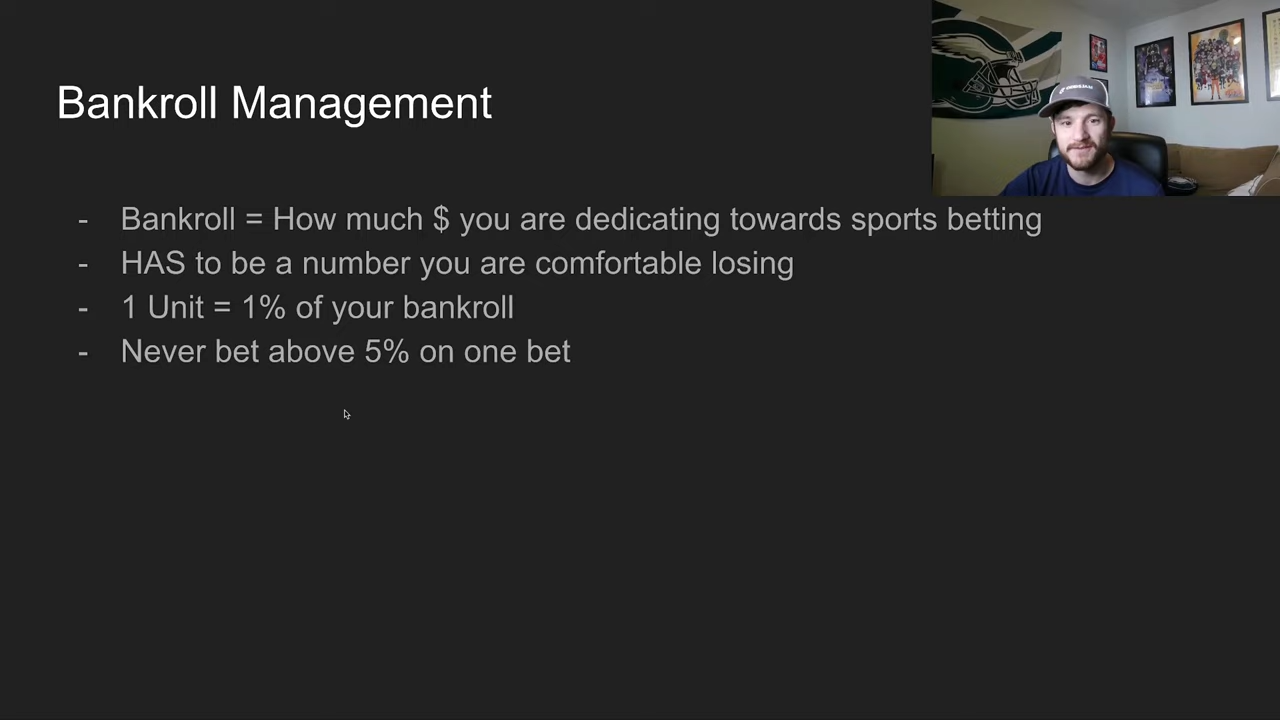 Bankroll Management
- Bankroll = How much $ you are dedicating towards sports betting
- HAS to be a number you are comfortable losing
- 1 Unit = 1% of your bankroll
- Never bet above 5% on one bet